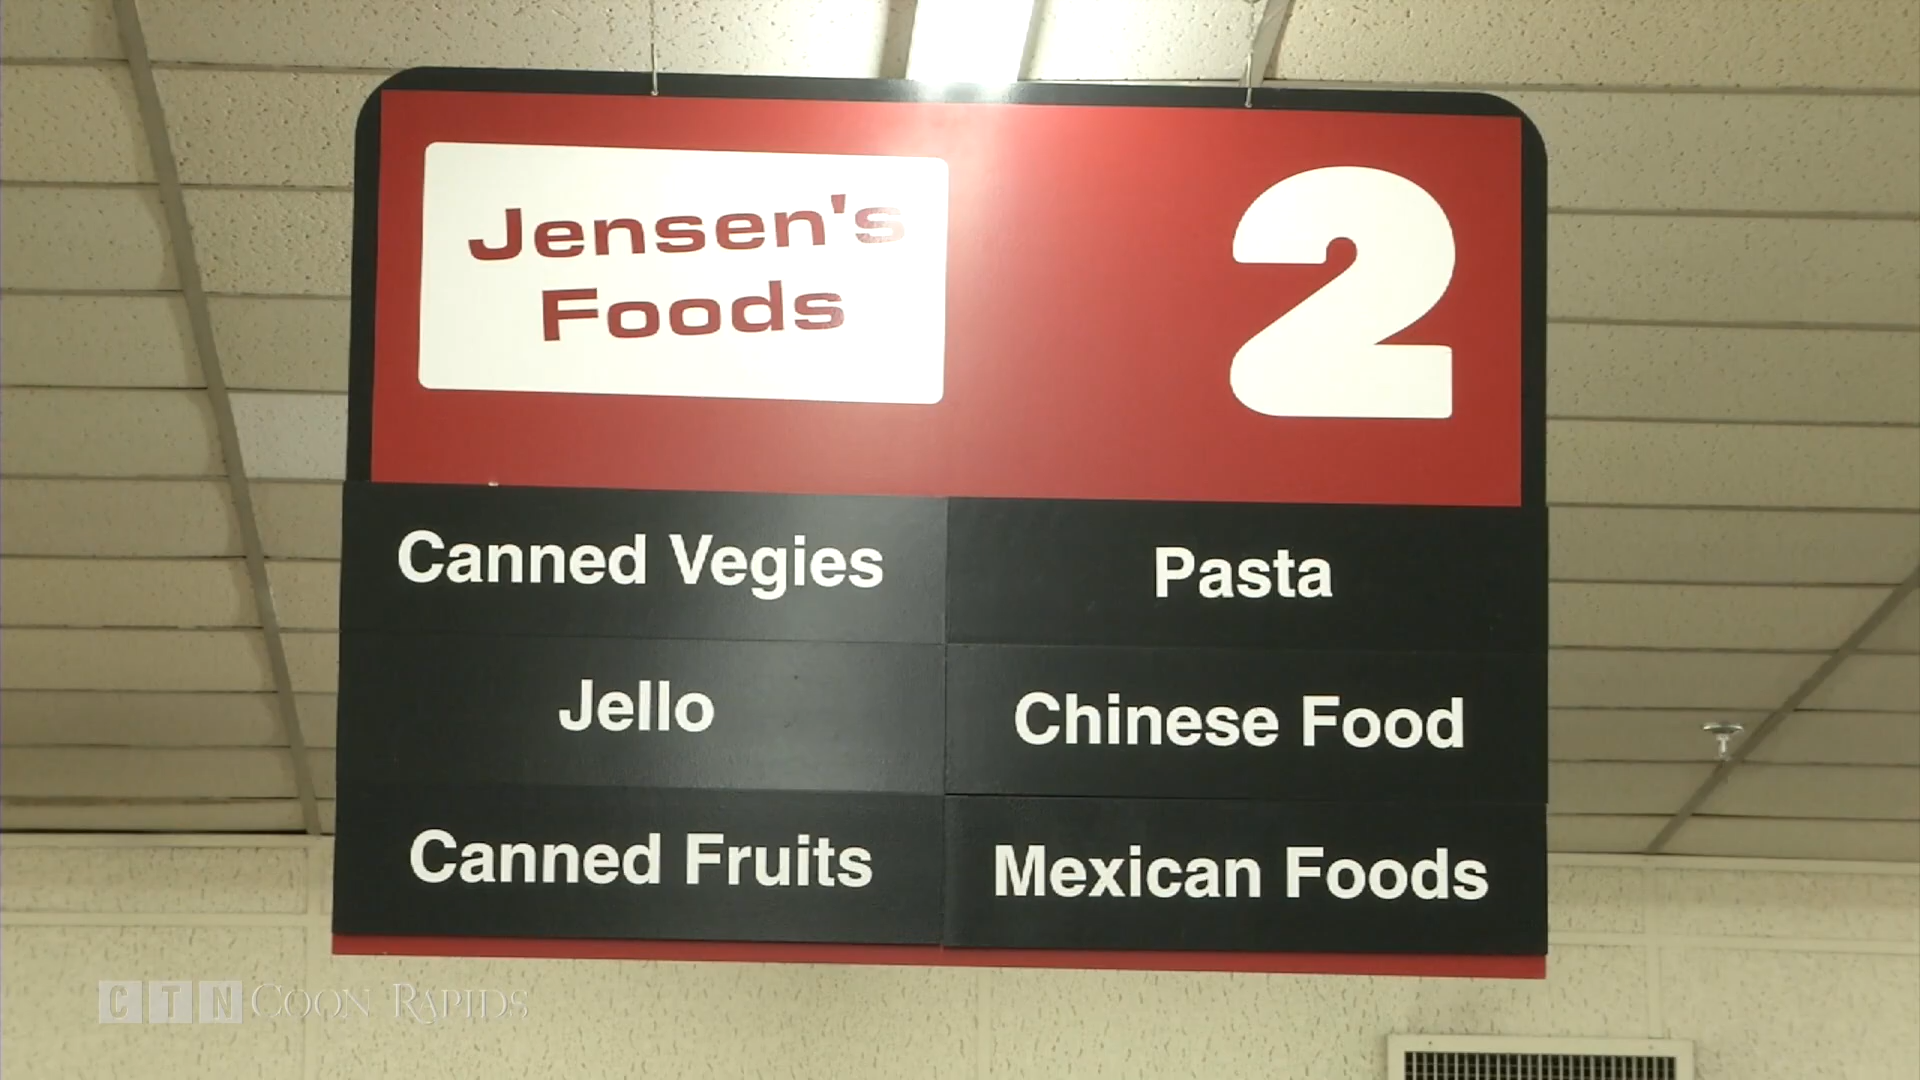 Jensen's
Foods
2
Canned Vegies
Pasta
Jello
Chinese Food
Canned Fruits
Mexican Foods
CTN COON RAPIDS